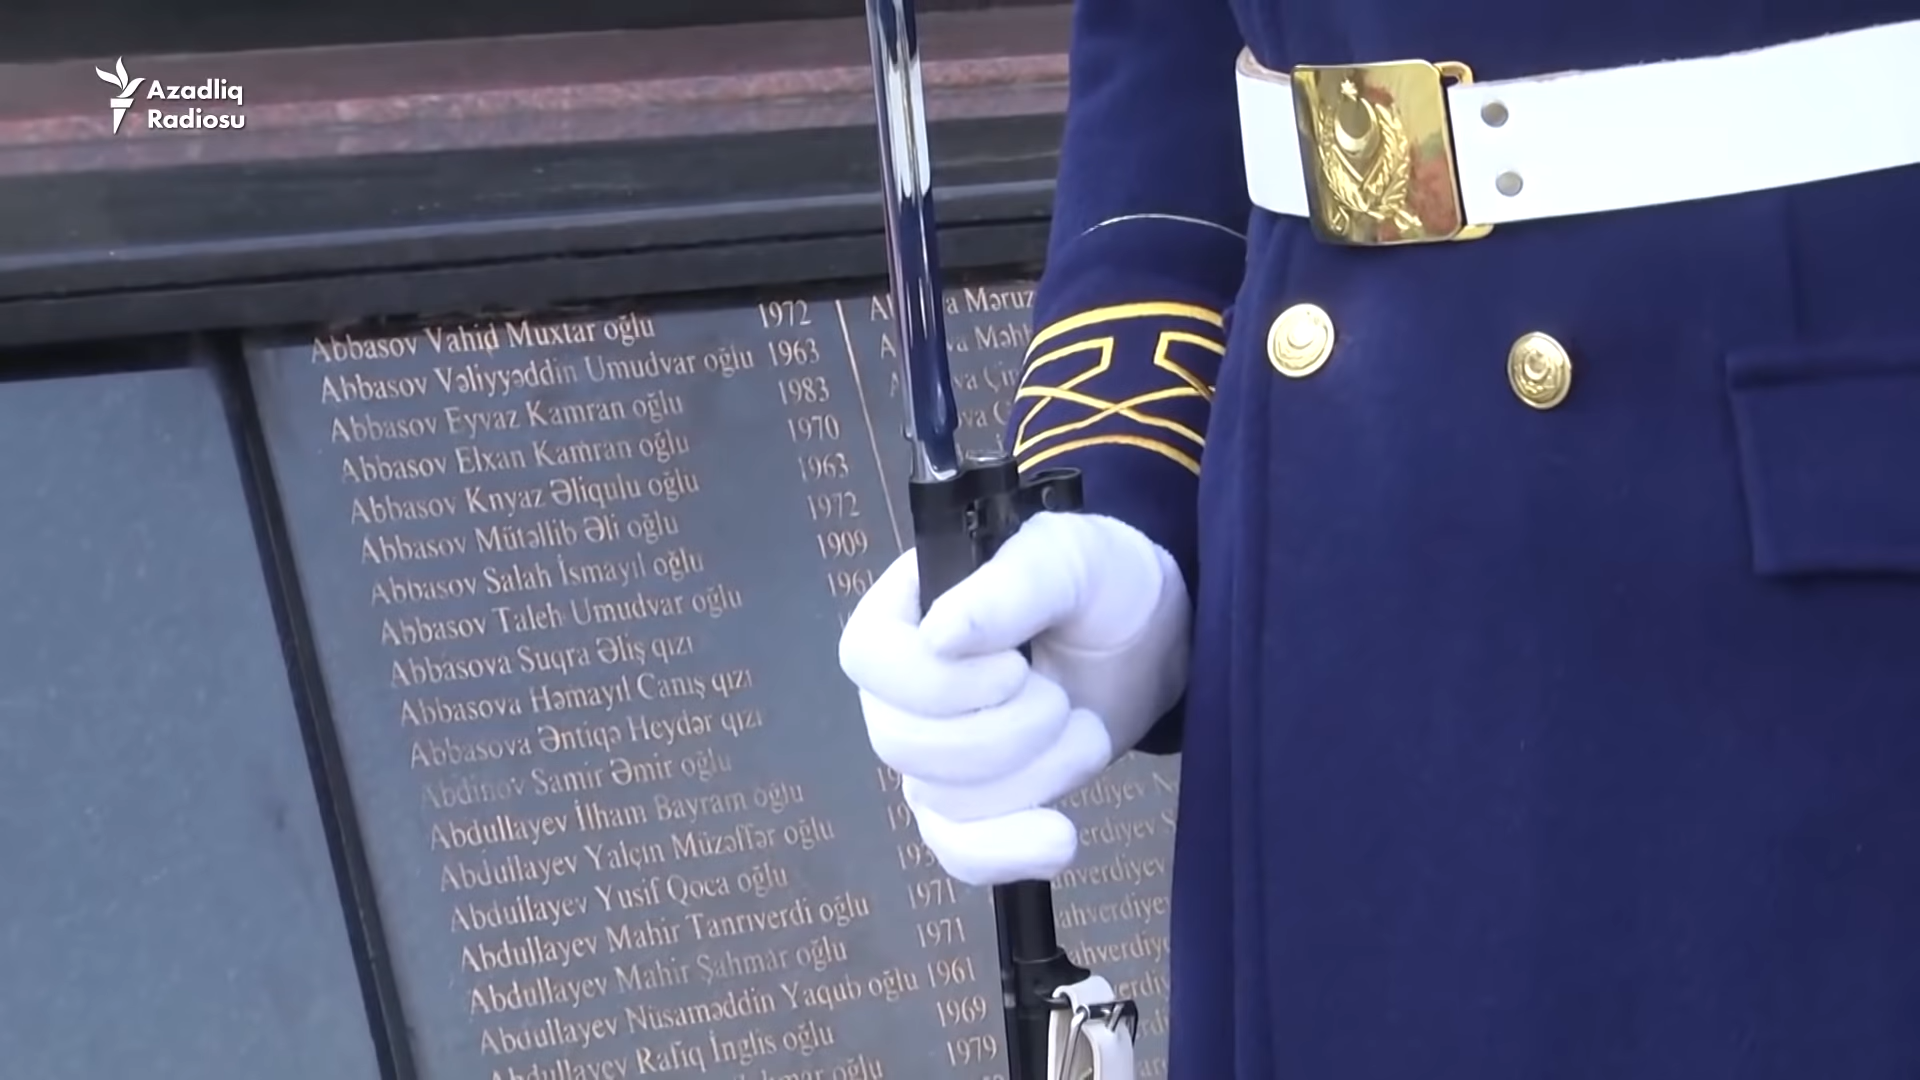 Azadliq
Radiosu
Abbasov Vahid Muxtar oğlu 1972
Abbasov Vəliyyəddin Umudvar oğlu 1963
Abbasov Eyvaz Kamran oğlu 1983
Abbasov Elxan Kamran oğlu 1970
Abbasov Knyaz Əliqulu oğlu 1963
Abbasov Mütəllib Əli oğlu 1972
Abbasov Salah İsmayıl oğlu 1909
Abbasov Taleh Umudvar oğlu 1961
Abbasova Suqra Əliş qızı
Abbasova Həmayıl Canış qızı
Abbasova Əntiqə Heydər qızı
Abdinov Samir Əmir oğlu
Abdullayev İlham Bayram oğlu
Abdullayev Yalçın Müzəffər oğlu
Abdullayev Yusif Qoca oğlu
Abdullayev Mahir Tanrıverdi oğlu 1971
Abdullayev Mahir Şahmar oğlu 1971
Abdullayev Nüsaməddin Yaqub oğlu 1961
Abdullayev Rafiq İnglis oğlu 1969
oğlu 1979